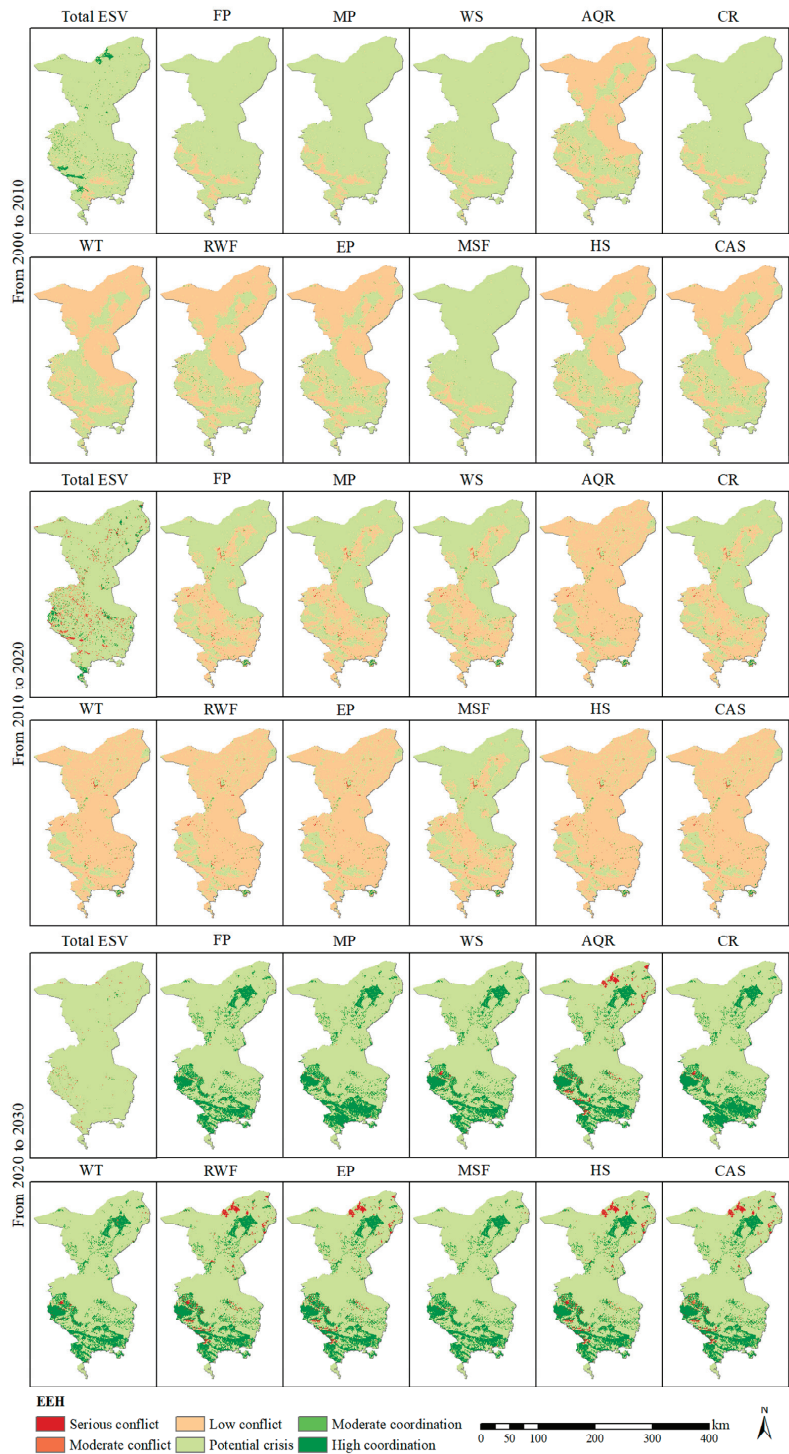 Total ESV FP MP WS AQR CR
From 2000 to 2010
WT RWF EP MSF HS CAS
Total ESV FP MP WS AQR CR
From 2010 to 2020
WT RWF EP MSF HS CAS
Total ESV FP MP WS AQR CR
From 2020 to 2030
WT RWF EP MSF HS CAS
EEH
Serious conflict Low conflict Moderate coordination
Moderate conflict Potential crisis High coordination
km
0 50 100 200 300 400
N